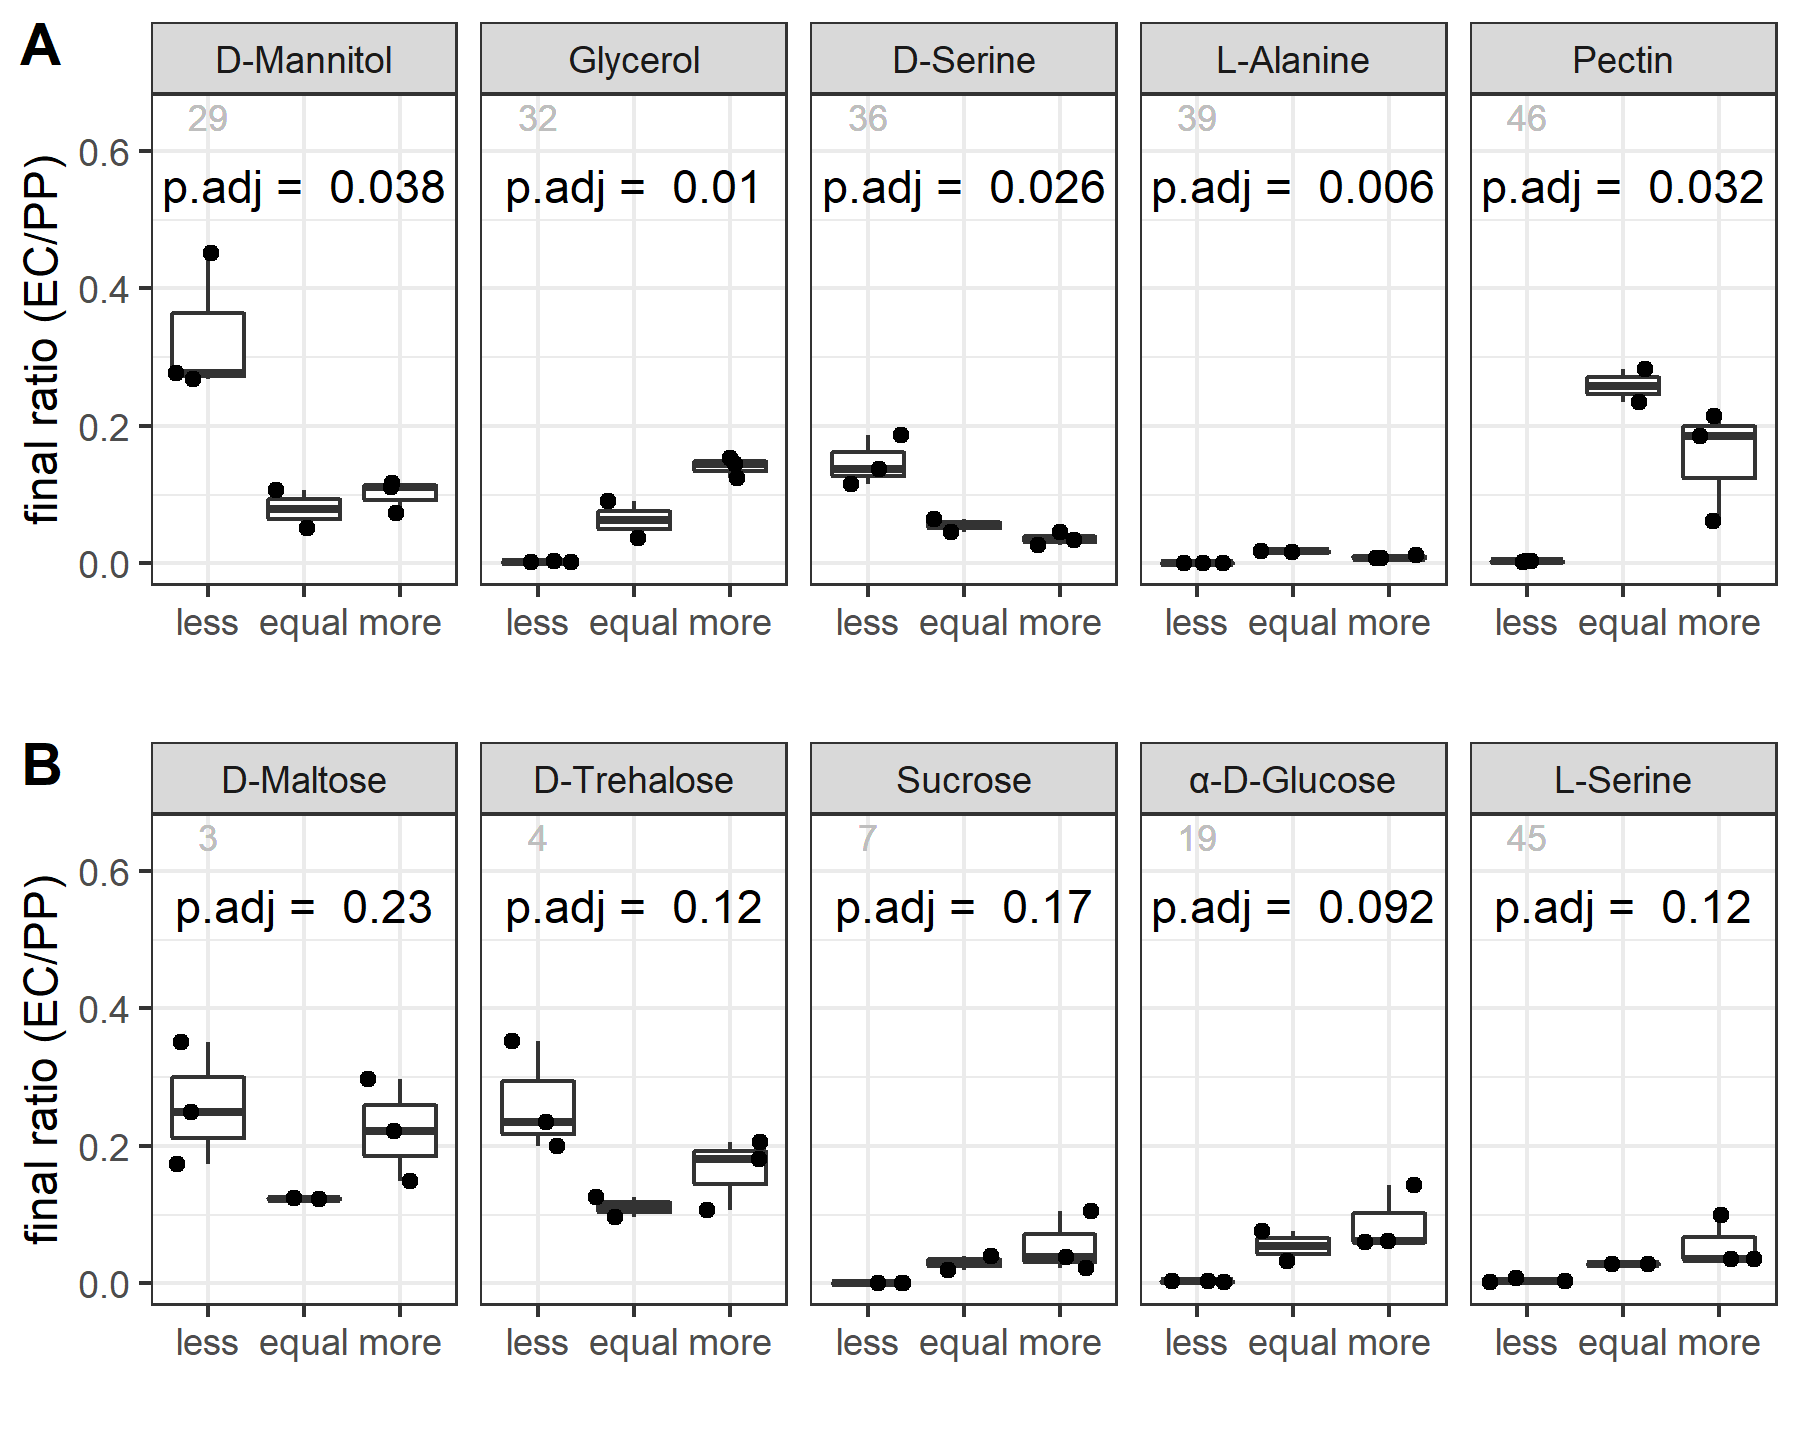 A
D-Mannitol Glycerol D-Serine L-Alanine Pectin
29 32 36 39 46
p.adj = 0.038 p.adj = 0.01 p.adj = 0.026 p.adj = 0.006 p.adj = 0.032
final ratio (EC/PP)
0.6
0.4
0.2
0.0
less equal more less equal more less equal more less equal more less equal more
B
D-Maltose D-Trehalose Sucrose α-D-Glucose L-Serine
3 4 7 19 45
p.adj = 0.23 p.adj = 0.12 p.adj = 0.17 p.adj = 0.092 p.adj = 0.12
final ratio (EC/PP)
0.6
0.4
0.2
0.0
less equal more less equal more less equal more less equal more less equal more